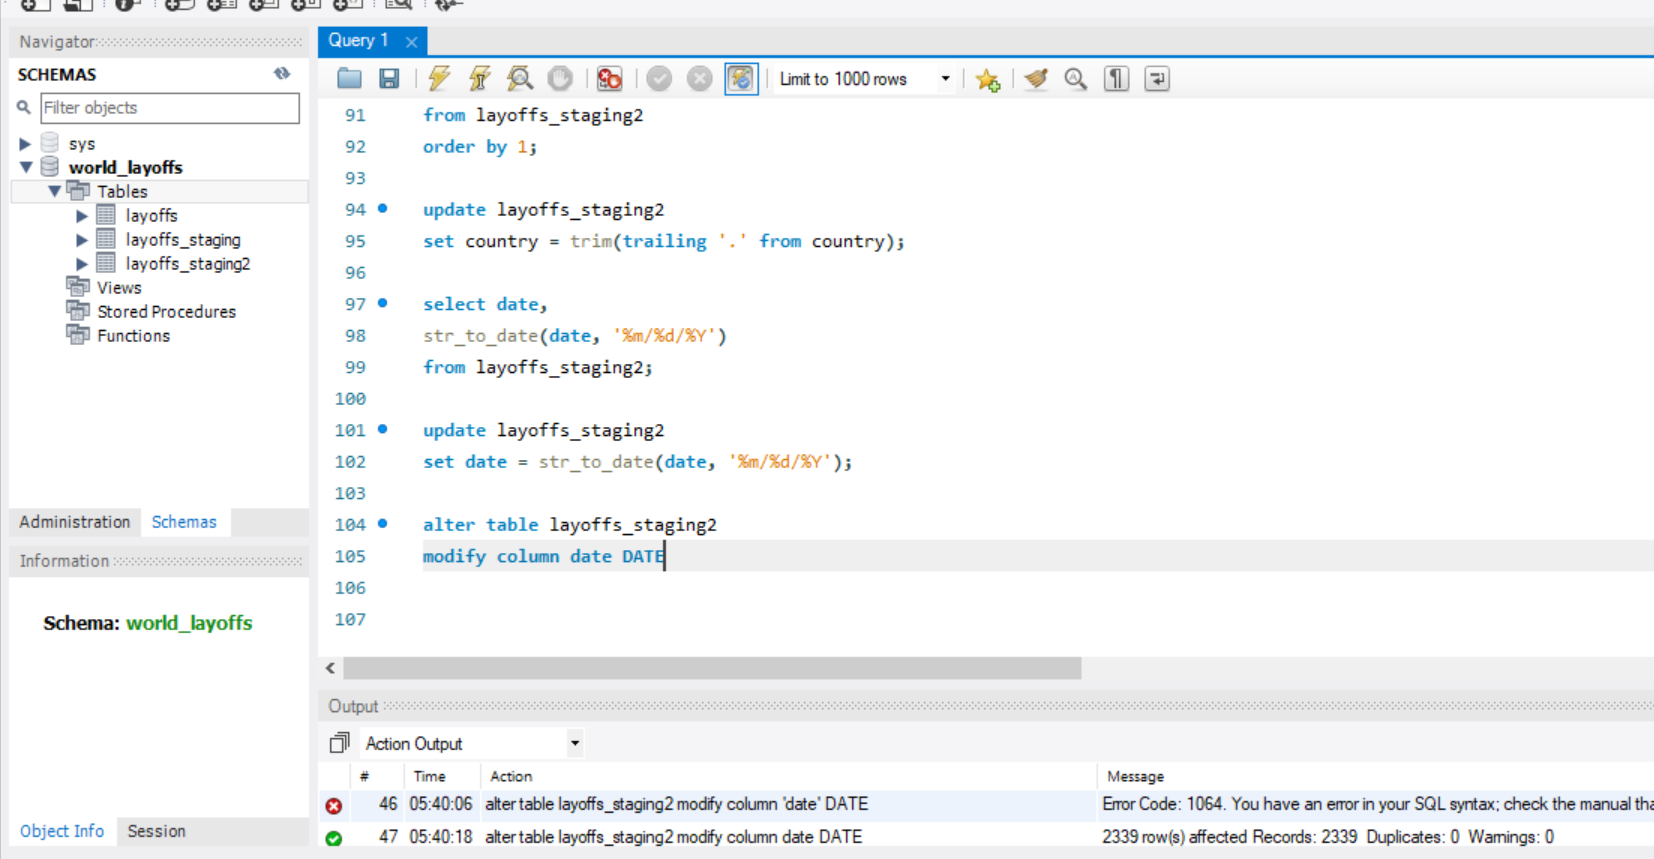 Navigator
SCHEMAS
Filter objects
sys
world_layoffs
Tables
layoffs
layoffs_staging
layoffs_staging2
Views
Stored Procedures
Functions
Administration Schemas
Information
Schema: world_layoffs
Object Info Session
Query 1
Limit to 1000 rows
91 from layoffs_staging2
92 order by 1;
93
94 update layoffs_staging2
95 set country = trim(trailing '.' from country);
96
97 select date,
98 str_to_date(date, '%m/%d/%Y')
99 from layoffs_staging2;
100
101 update layoffs_staging2
102 set date = str_to_date(date, '%m/%d/%Y');
103
104 alter table layoffs_staging2
105 modify column date DATE
106
107
Output
Action Output
# Time Action Message
46 05:40:06 alter table layoffs_staging2 modify column 'date' DATE Error Code: 1064. You have an error in your SQL syntax; check the manual tha
47 05:40:18 alter table layoffs_staging2 modify column date DATE 2339 row(s) affected Records: 2339 Duplicates: 0 Warnings: 0